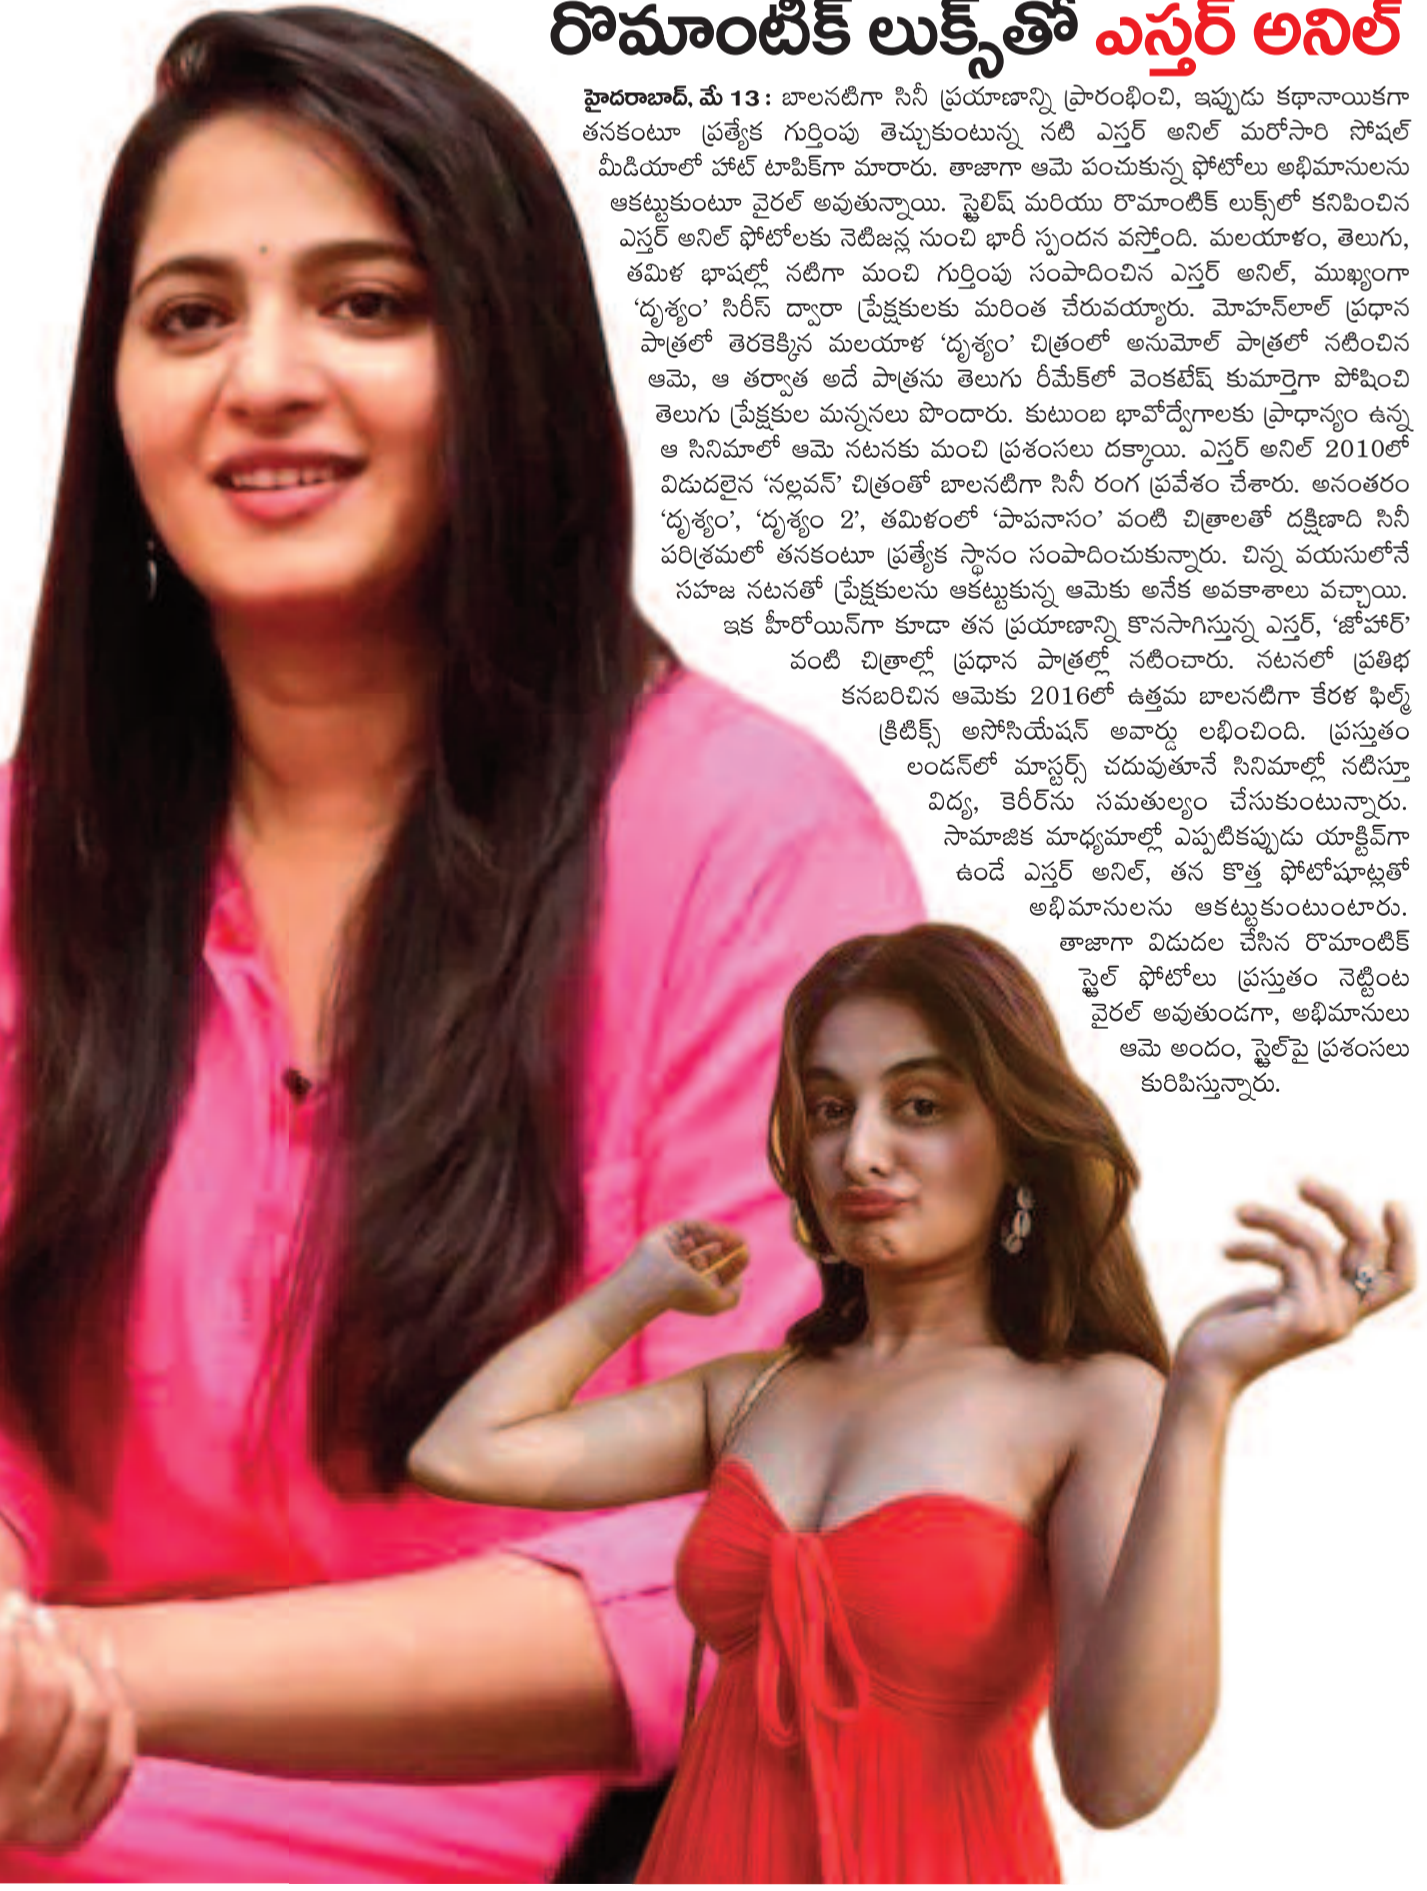 రొమాంటిక్ లుక్స్‌తో ఎస్తర్ అనిల్
హైదరాబాద్, మే 13 : బాలనటిగా సినీ ప్రయాణాన్ని ప్రారంభించి, ఇప్పుడు కథానాయికగా
తనకంటూ ప్రత్యేక గుర్తింపు తెచ్చుకుంటున్న నటి ఎస్తర్ అనిల్ మరోసారి సోషల్
మీడియాలో హాట్ టాపిక్‌గా మారారు. తాజాగా ఆమె పంచుకున్న ఫోటోలు అభిమానులను
ఆకట్టుకుంటూ వైరల్ అవుతున్నాయి. స్టైలిష్ మరియు రొమాంటిక్ లుక్స్‌లో కనిపించిన
ఎస్తర్ అనిల్ ఫోటోలకు నెటిజన్ల నుంచి భారీ స్పందన వస్తోంది. మలయాళం, తెలుగు,
తమిళ భాషల్లో నటిగా మంచి గుర్తింపు సంపాదించిన ఎస్తర్ అనిల్, ముఖ్యంగా
‘దృశ్యం’ సిరీస్ ద్వారా ప్రేక్షకులకు మరింత చేరువయ్యారు. మోహన్‌లాల్ ప్రధాన
పాత్రలో తెరకెక్కిన మలయాళ ‘దృశ్యం’ చిత్రంలో అనుమోల్ పాత్రలో నటించిన
ఆమె, ఆ తర్వాత అదే పాత్రను తెలుగు రీమేక్‌లో వెంకటేష్ కుమార్తెగా పోషించి
తెలుగు ప్రేక్షకుల మన్ననలు పొందారు. కుటుంబ భావోద్వేగాలకు ప్రాధాన్యం ఉన్న
ఆ సినిమాలో ఆమె నటనకు మంచి ప్రశంసలు దక్కాయి. ఎస్తర్ అనిల్ 2010లో
విడుదలైన ‘నల్లవన్’ చిత్రంతో బాలనటిగా సినీ రంగ ప్రవేశం చేశారు. అనంతరం
‘దృశ్యం’, ‘దృశ్యం 2’, తమిళంలో ‘పాపనాసం’ వంటి చిత్రాలతో దక్షిణాది సినీ
పరిశ్రమలో తనకంటూ ప్రత్యేక స్థానం సంపాదించుకున్నారు. చిన్న వయసులోనే
సహజ నటనతో ప్రేక్షకులను ఆకట్టుకున్న ఆమెకు అనేక అవకాశాలు వచ్చాయి.
ఇక హీరోయిన్‌గా కూడా తన ప్రయాణాన్ని కొనసాగిస్తున్న ఎస్తర్, ‘జోహార్’
వంటి చిత్రాల్లో ప్రధాన పాత్రల్లో నటించారు. నటనలో ప్రతిభ
కనబరిచిన ఆమెకు 2016లో ఉత్తమ బాలనటిగా కేరళ ఫిల్మ్
క్రిటిక్స్ అసోసియేషన్ అవార్డు లభించింది. ప్రస్తుతం
లండన్‌లో మాస్టర్స్ చదువుతూనే సినిమాల్లో నటిస్తూ
విద్య, కెరీర్‌ను సమతుల్యం చేసుకుంటున్నారు.
సామాజిక మాధ్యమాల్లో ఎప్పటికప్పుడు యాక్టివ్‌గా
ఉండే ఎస్తర్ అనిల్, తన కొత్త ఫోటోషూట్లతో
అభిమానులను ఆకట్టుకుంటుంటారు.
తాజాగా విడుదల చేసిన రొమాంటిక్
స్టైల్ ఫోటోలు ప్రస్తుతం నెట్టింట
వైరల్ అవుతుండగా, అభిమానులు
ఆమె అందం, స్టైల్‌పై ప్రశంసలు
కురిపిస్తున్నారు.